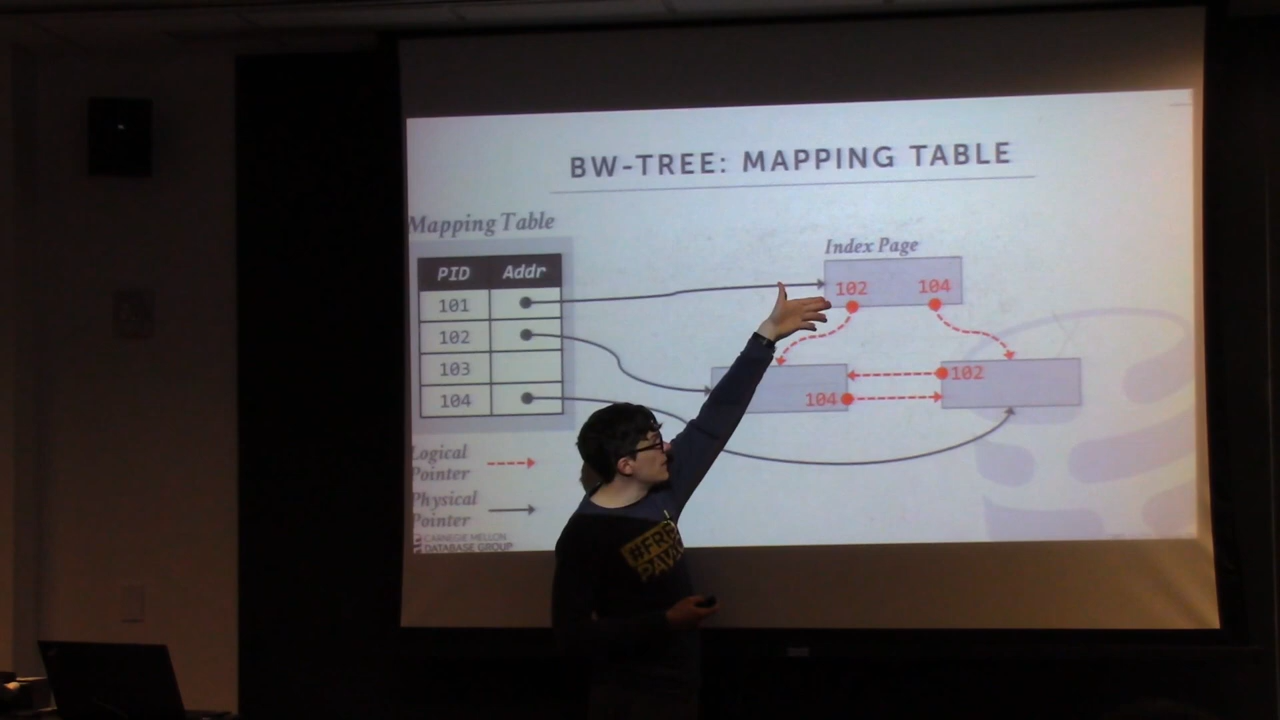 BW-TREE: MAPPING TABLE
Mapping Table
PID Addr
101
102
103
104
Index Page
102 104
102
104
Logical
Pointer
Physical
Pointer
CARNEGIE MELLON
DATABASE GROUP